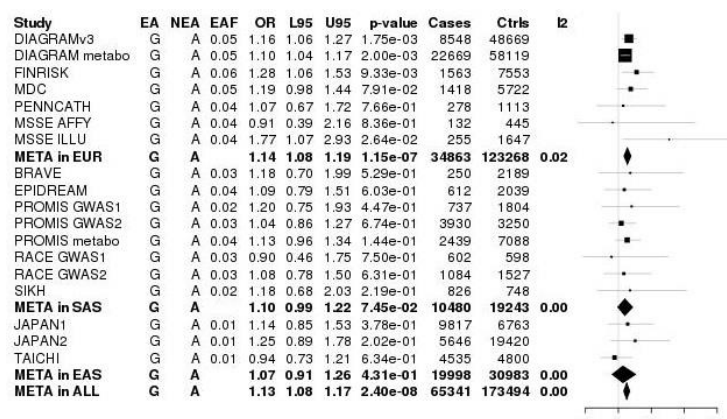 Study EA NEA EAF OR L95 U95 p-value Cases Ctrls I2
DIAGRAMv3 G A 0.05 1.16 1.06 1.27 1.75e-03 8548 48669
DIAGRAM metabo G A 0.05 1.10 1.04 1.17 2.00e-03 22669 58119
FINRISK G A 0.06 1.28 1.06 1.53 9.33e-03 1563 7553
MDC G A 0.05 1.19 0.98 1.44 7.91e-02 1418 5722
PENNCATH G A 0.04 1.07 0.67 1.72 7.66e-01 278 1113
MSSE AFFY G A 0.04 0.91 0.39 2.16 8.36e-01 132 445
MSSE ILLU G A 0.04 1.77 1.07 2.93 2.64e-02 255 1647
META in EUR G A 1.14 1.08 1.19 1.15e-07 34863 123268 0.02
BRAVE G A 0.03 1.18 0.70 1.99 5.29e-01 250 2189
EPIDREAM G A 0.04 1.09 0.79 1.51 6.03e-01 612 2039
PROMIS GWAS1 G A 0.02 1.20 0.75 1.93 4.47e-01 737 1804
PROMIS GWAS2 G A 0.03 1.04 0.86 1.27 6.74e-01 3930 3250
PROMIS metabo G A 0.04 1.13 0.96 1.34 1.44e-01 2439 7088
RACE GWAS1 G A 0.03 0.90 0.46 1.75 7.50e-01 602 598
RACE GWAS2 G A 0.03 1.08 0.78 1.50 6.31e-01 1084 1527
SIKH G A 0.02 1.18 0.68 2.03 2.19e-01 826 748
META in SAS G A 1.10 0.99 1.22 7.45e-02 10480 19243 0.00
JAPAN1 G A 0.01 1.14 0.85 1.53 3.78e-01 9817 6763
JAPAN2 G A 0.01 1.25 0.89 1.78 2.02e-01 5646 19420
TAICHI G A 0.01 0.94 0.73 1.21 6.34e-01 4535 4800
META in EAS G A 1.07 0.91 1.26 4.31e-01 19998 30983 0.00
META in ALL G A 1.13 1.08 1.17 2.40e-08 65341 173494 0.00